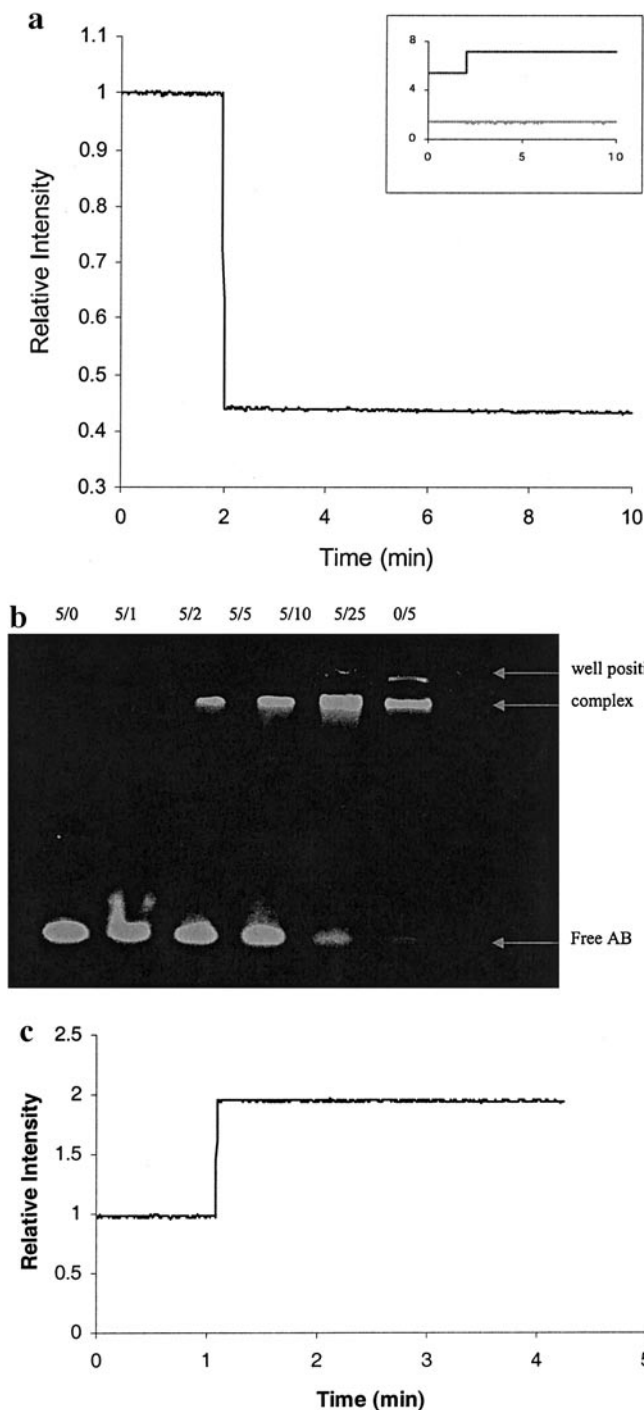 a
1.1
1
0.9
0.8
0.7
0.6
0.5
0.4
0.3
Relative Intensity
0 2 4 6 8 10
Time (min)
8
4
0
0 5 10
b
5/0 5/1 5/2 5/5 5/10 5/25 0/5
well positi
complex
Free AB
c
2.5
2
1.5
1
0.5
0
Relative Intensity
0 1 2 3 4 5
Time (min)